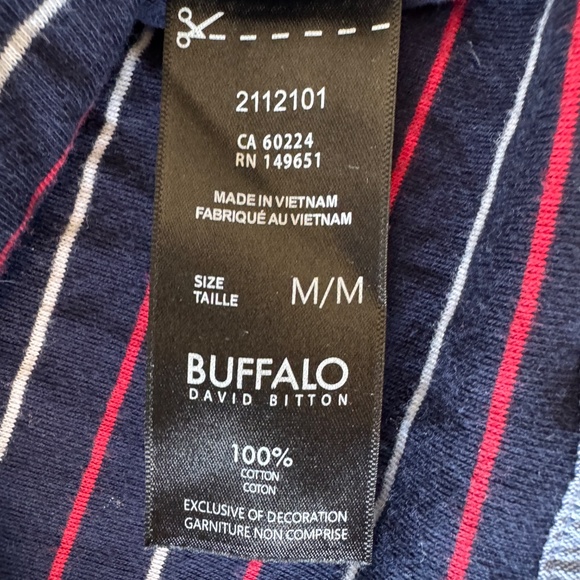 2112101
CA 60224
RN 149651
MADE IN VIETNAM
FABRIQUÉ AU VIETNAM
SIZE
TAILLE
M/M
BUFFALO
DAVID BITTON
100%
COTTON
COTON
EXCLUSIVE OF DECORATION
GARNITURE NON COMPRISE